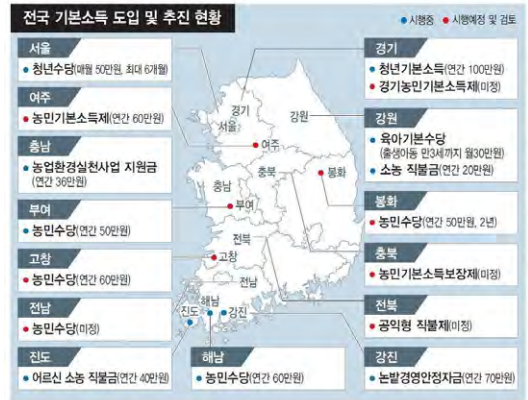 전국 기본소득 도입 및 추진 현황
● 시행중 ● 시행예정 및 검토
서울
● 청년수당(매월 50만원, 최대 6개월)
여주
● 농민기본소득제(연간 60만원)
충남
● 농업환경실천사업 지원금
(연간 36만원)
부여
● 농민수당(연간 50만원)
고창
● 농민수당(연간 60만원)
전남
● 농민수당(미정)
진도
● 어르신 소농 직불금(연간 40만원)
해남
● 농민수당(연간 60만원)
경기
● 청년기본소득(연간 100만원)
● 경기농민기본소득제(미정)
강원
● 육아기본수당
(출생아동 만3세까지 월30만원)
● 소농 직불금(연간 20만원)
봉화
● 농민수당(연간 50만원, 2년)
충북
● 농민기본소득보장제(미정)
전북
● 공익형 직불제(미정)
강진
● 논밭경영안정자금(연간 70만원)
경기
서울
강원
여주
충북
봉화
충남
부여
전북
고창
전남
해남
진도
강진